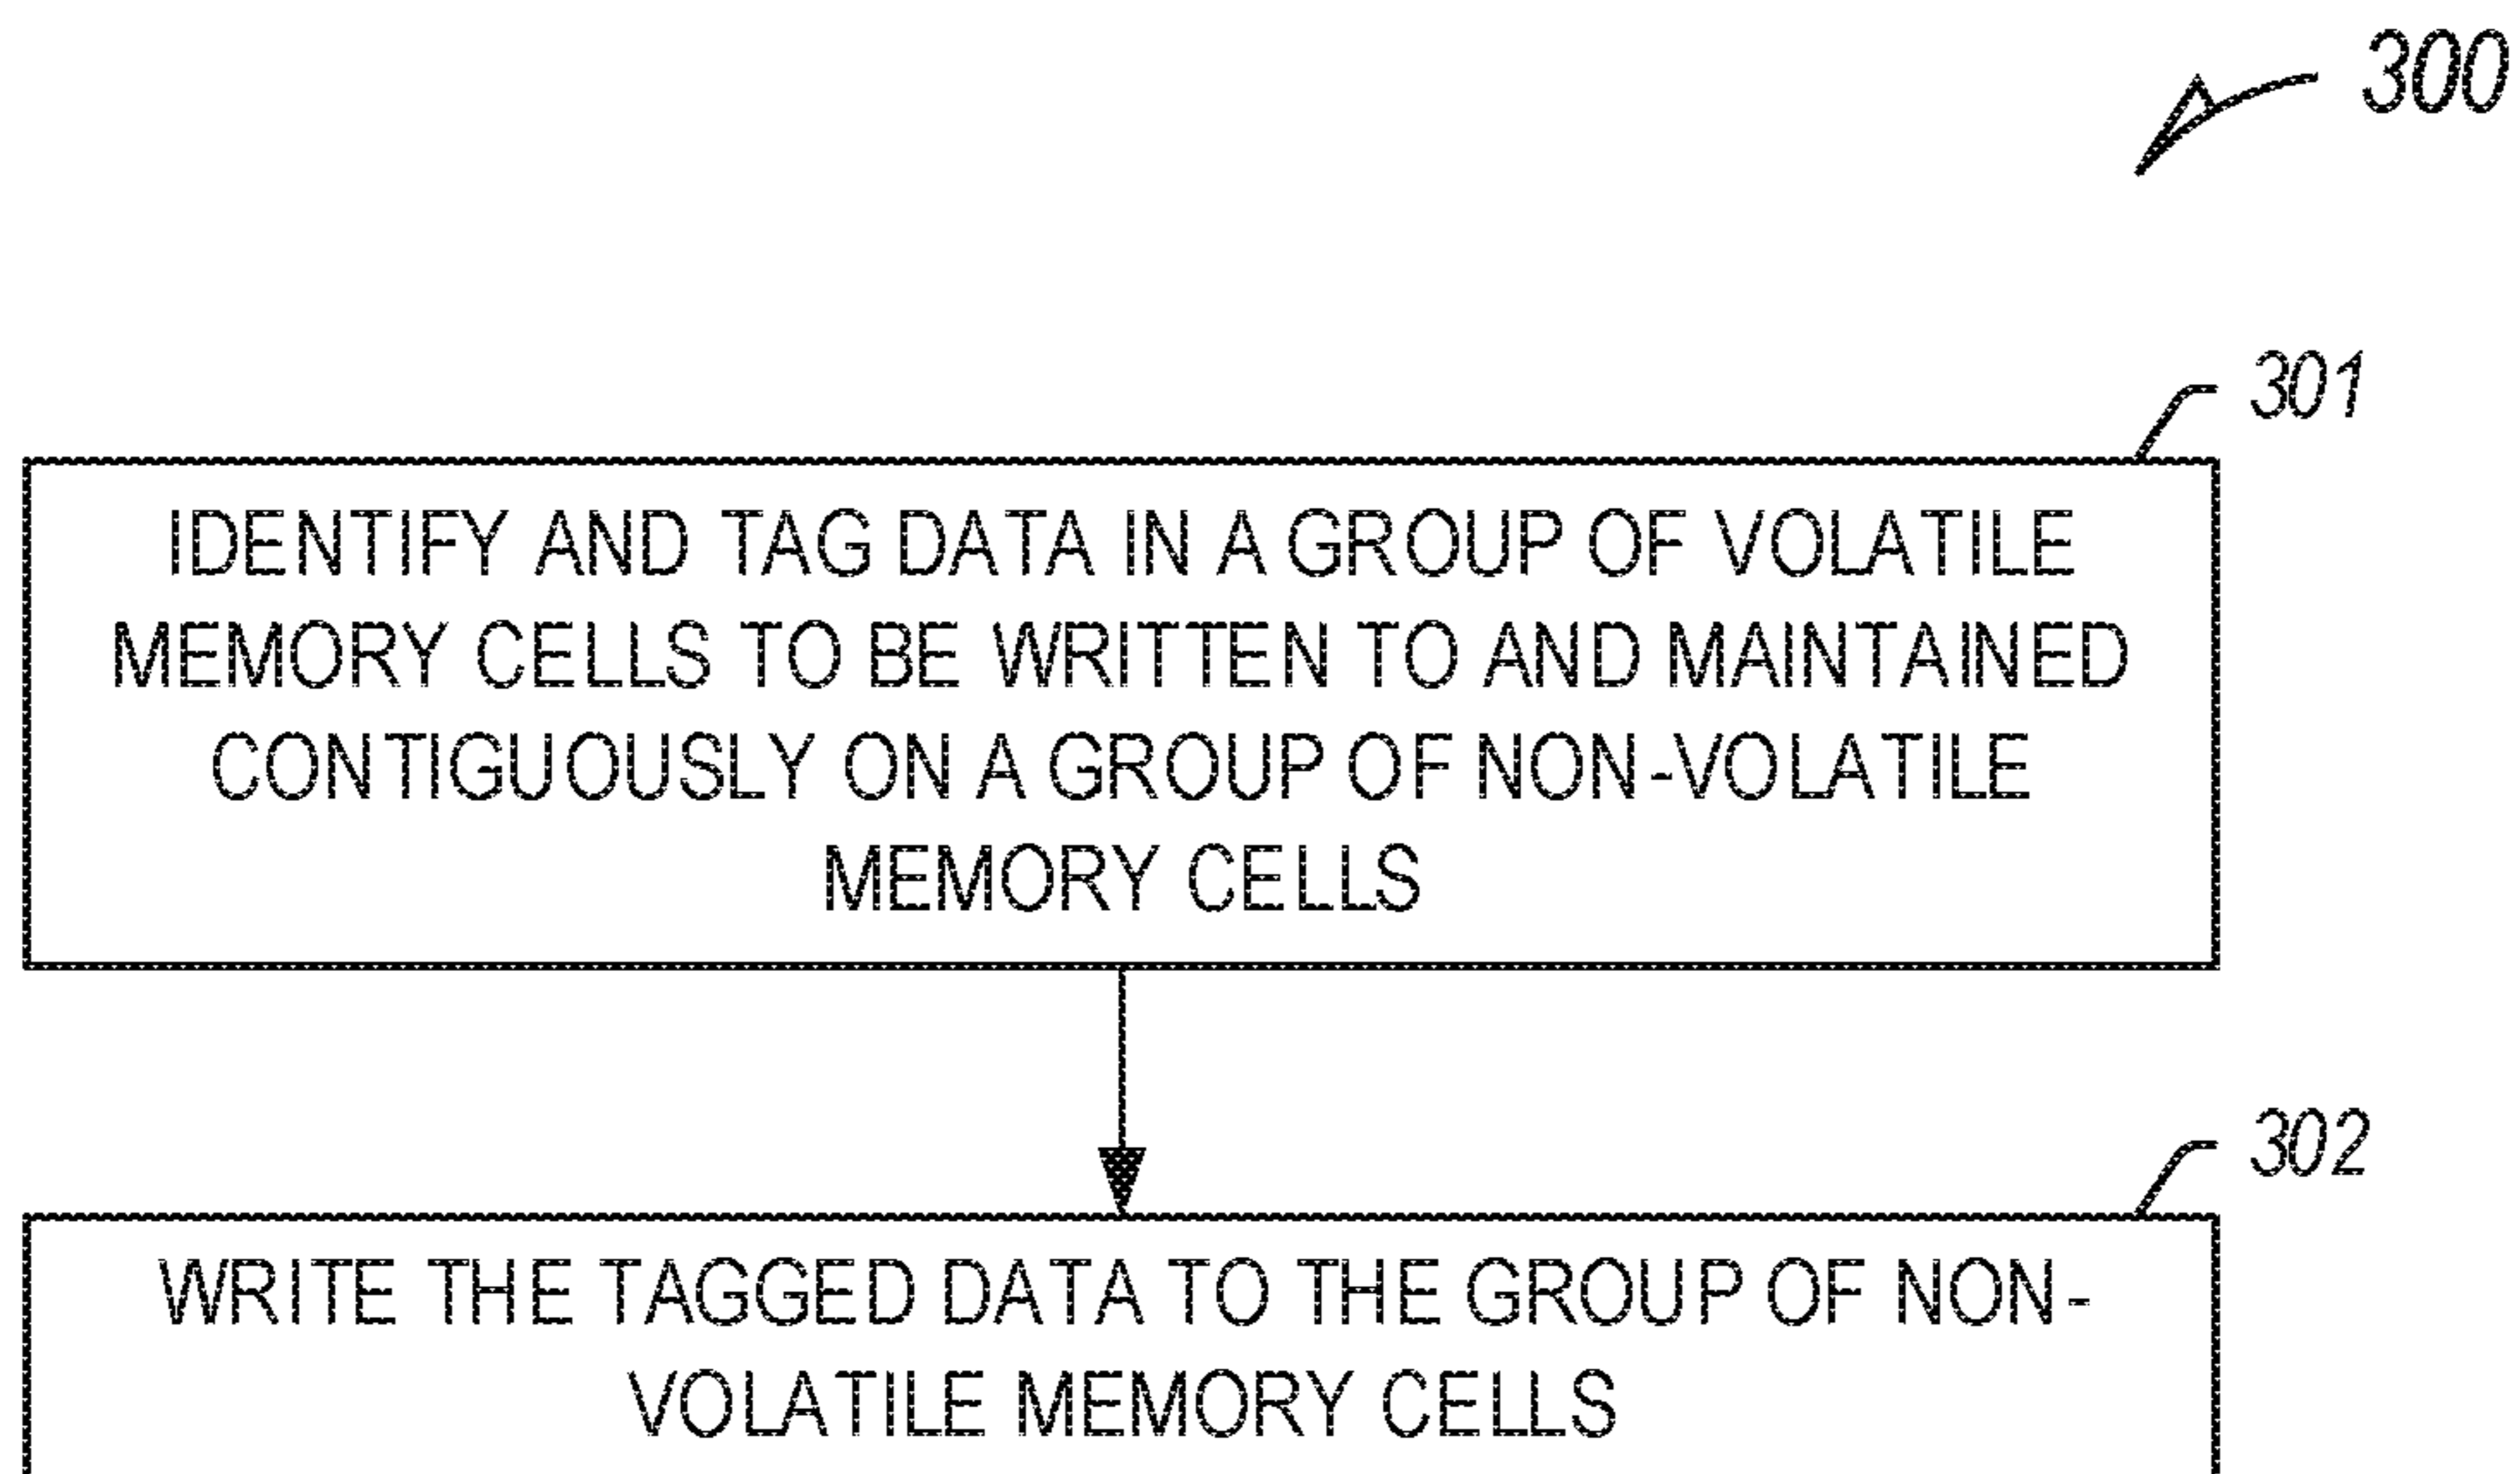 300
301
IDENTIFY AND TAG DATA IN A GROUP OF VOLATILE
MEMORY CELLS TO BE WRITTEN TO AND MAINTAINED
CONTIGUOUSLY ON A GROUP OF NON-VOLATILE
MEMORY CELLS
302
WRITE THE TAGGED DATA TO THE GROUP OF NON-
VOLATILE MEMORY CELLS